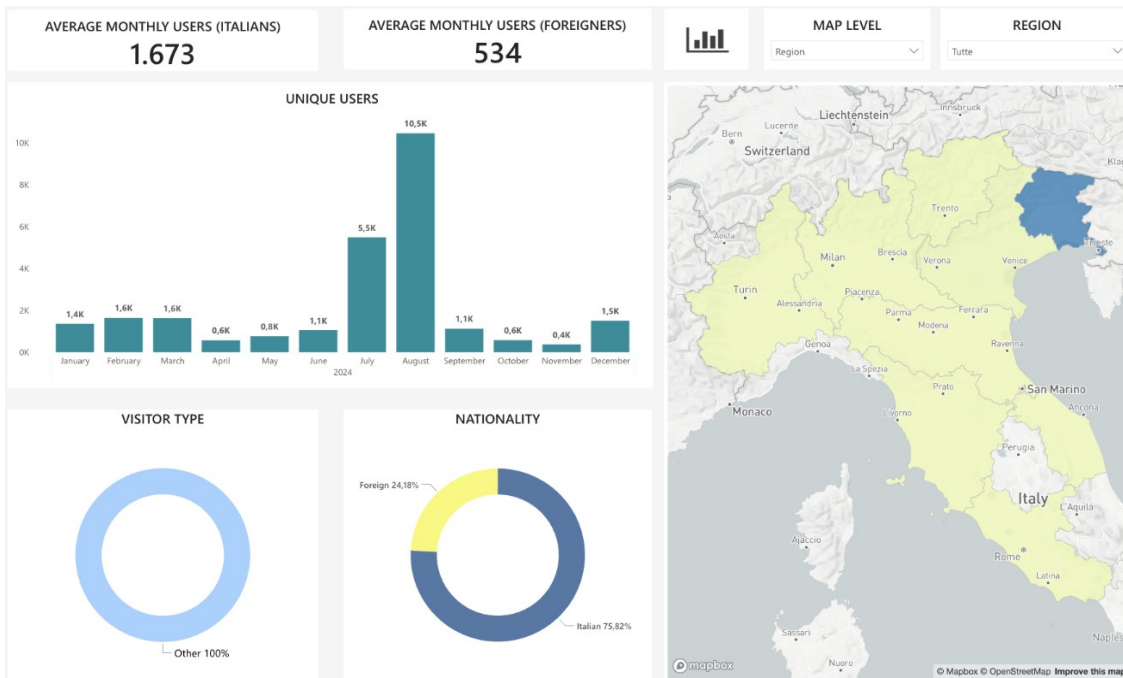 AVERAGE MONTHLY USERS (ITALIANS)
1.673
AVERAGE MONTHLY USERS (FOREIGNERS)
534
MAP LEVEL
Region
REGION
Tutte
UNIQUE USERS
10K
8K
6K
4K
2K
0K
1,4K
1,6K
1,6K
0,6K
0,8K
1,1K
5,5K
10,5K
1,1K
0,6K
0,4K
1,5K
January
February
March
April
May
June
July
August
September
October
November
December
2024
VISITOR TYPE
Other 100%
NATIONALITY
Foreign 24,18%
Italian 75,82%
Liechtenstein
Innsbruck
Bern
Lucerne
Switzerland
Trento
Aosta
Trieste
Milan
Brescia
Verona
Venice
Turin
Piacenza
Alessandria
Parma
Ferrara
Modena
Genoa
Ravenna
La Spezia
Prato
San Marino
Monaco
Livorno
Ancona
Perugia
Italy
L'Aquila
Ajaccio
Rome
Latina
Sassari
Naples
Nuoro
mapbox
© Mapbox © OpenStreetMap Improve this map